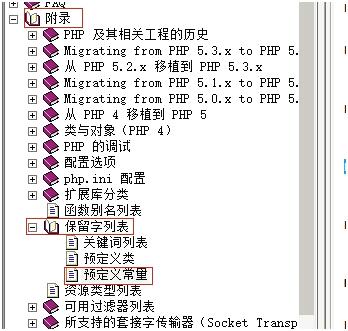 FAQ
附录
PHP 及其相关工程的历史
Migrating from PHP 5.3.x to PHP 5.
从 PHP 5.2.x 移植到 PHP 5.3.x
Migrating from PHP 5.1.x to PHP 5.
Migrating from PHP 5.0.x to PHP 5.
从 PHP 4 移植到 PHP 5
类与对象（PHP 4）
PHP 的调试
配置选项
php.ini 配置
扩展库分类
函数别名列表
保留字列表
关键词列表
预定义类
预定义常量
资源类型列表
可用过滤器列表
所支持的套接字传输器（Socket Transp